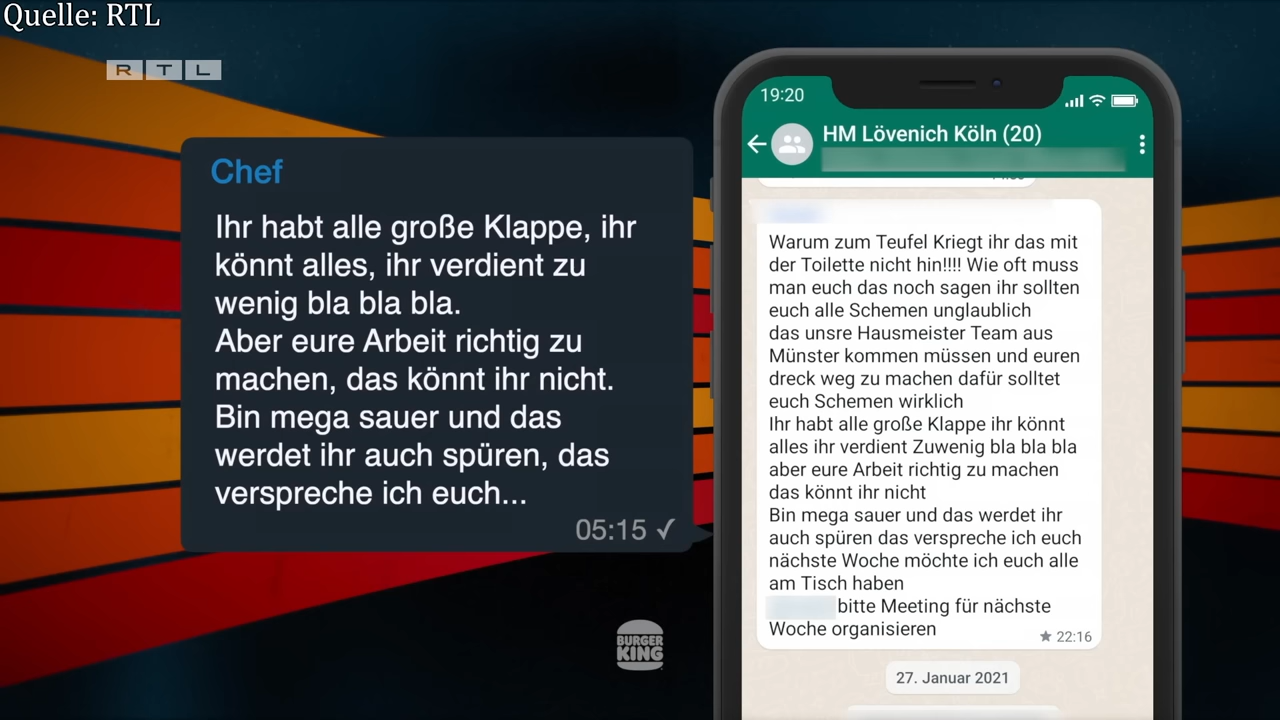 Quelle: RTL
RTL
Chef
Ihr habt alle große Klappe, ihr
könnt alles, ihr verdient zu
wenig bla bla bla.
Aber eure Arbeit richtig zu
machen, das könnt ihr nicht.
Bin mega sauer und das
werdet ihr auch spüren, das
verspreche ich euch...
05:15
BURGER
KING
19:20
HM Lövenich Köln (20)
Warum zum Teufel Kriegt ihr das mit
der Toilette nicht hin!!!! Wie oft muss
man euch das noch sagen ihr sollten
euch alle Schemen unglaublich
das unsre Hausmeister Team aus
Münster kommen müssen und euren
dreck weg zu machen dafür solltet
euch Schemen wirklich
Ihr habt alle große Klappe ihr könnt
alles ihr verdient Zuwenig bla bla bla
aber eure Arbeit richtig zu machen
das könnt ihr nicht
Bin mega sauer und das werdet ihr
auch spüren das verspreche ich euch
nächste Woche möchte ich euch alle
am Tisch haben
bitte Meeting für nächste
Woche organisieren
22:16
27. Januar 2021